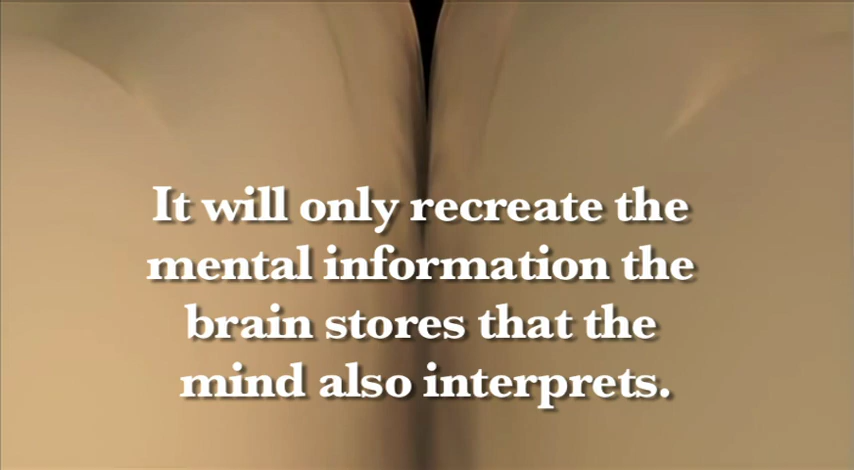 It will only recreate the
mental information the
brain stores that the
mind also interprets.